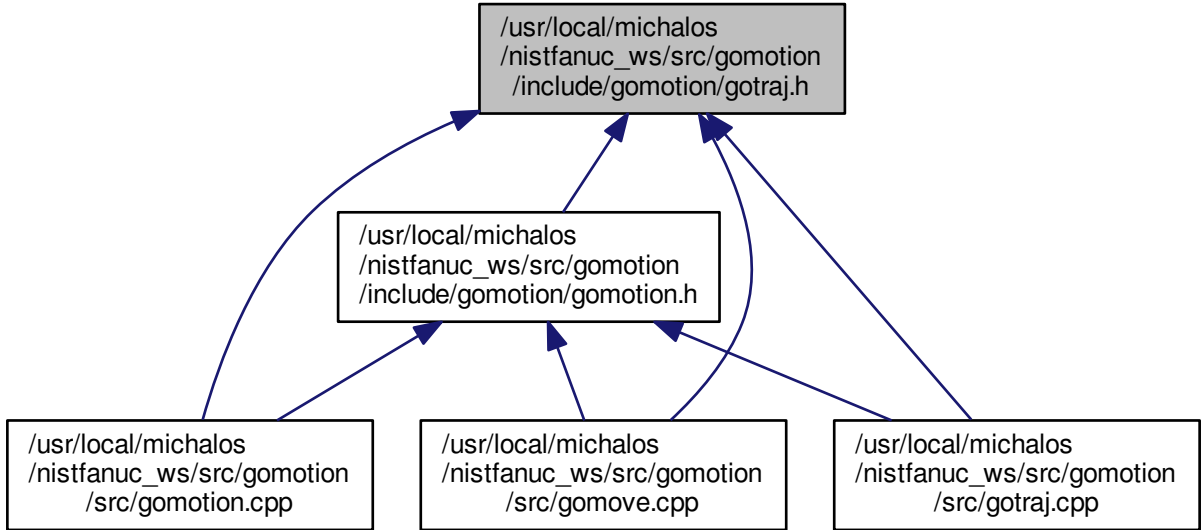 /usr/local/michalos
/nistfanuc_ws/src/gomotion
/include/gomotion/gotraj.h
/usr/local/michalos
/nistfanuc_ws/src/gomotion
/include/gomotion/gomotion.h
/usr/local/michalos
/nistfanuc_ws/src/gomotion
/src/gomotion.cpp
/usr/local/michalos
/nistfanuc_ws/src/gomotion
/src/gomove.cpp
/usr/local/michalos
/nistfanuc_ws/src/gomotion
/src/gotraj.cpp